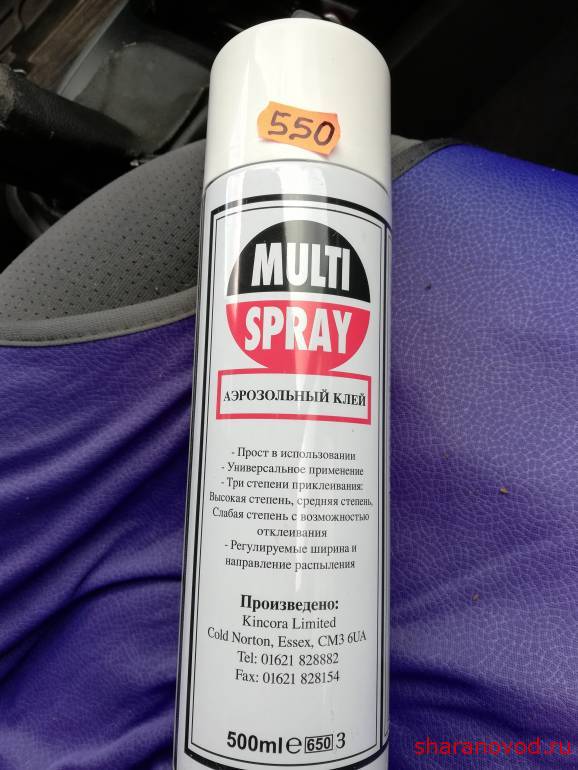 550
MULTI
SPRAY
АЭРОЗОЛЬНЫЙ КЛЕЙ
- Прост в использовании
- Универсальное применение
- Три степени приклеивания:
Высокая степень, средняя степень,
Слабая степень с возможностью
отклеивания
- Регулируемые ширина и
направление распыления
Произведено:
Kincora Limited
Cold Norton, Essex, CM3 6UA
Tel: 01621 828882
Fax: 01621 828154
500ml e 650 3
sharanovod.ru